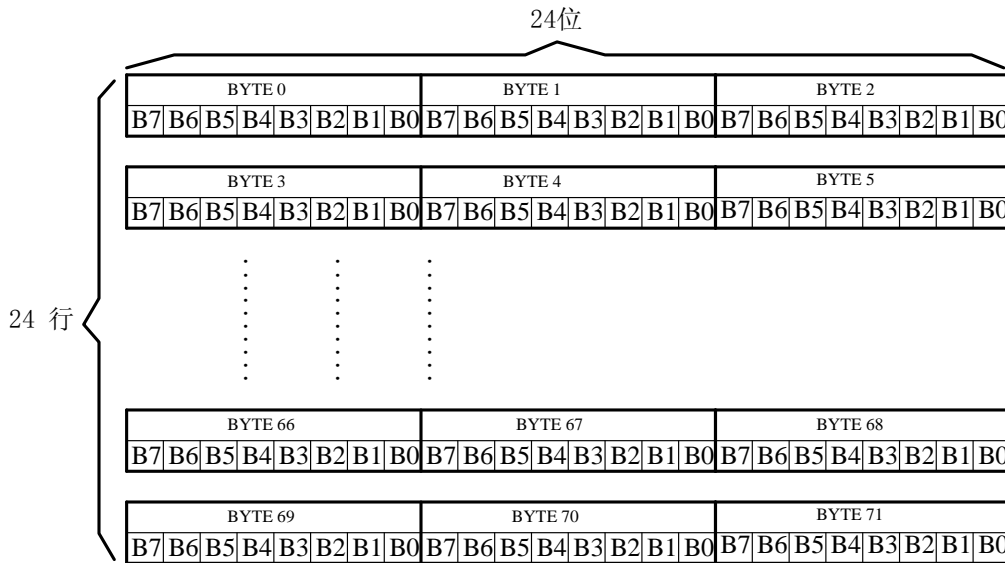 24位
BYTE 0 BYTE 1 BYTE 2
B7 B6 B5 B4 B3 B2 B1 B0 B7 B6 B5 B4 B3 B2 B1 B0 B7 B6 B5 B4 B3 B2 B1 B0
BYTE 3 BYTE 4 BYTE 5
B7 B6 B5 B4 B3 B2 B1 B0 B7 B6 B5 B4 B3 B2 B1 B0 B7 B6 B5 B4 B3 B2 B1 B0
24 行
BYTE 66 BYTE 67 BYTE 68
B7 B6 B5 B4 B3 B2 B1 B0 B7 B6 B5 B4 B3 B2 B1 B0 B7 B6 B5 B4 B3 B2 B1 B0
BYTE 69 BYTE 70 BYTE 71
B7 B6 B5 B4 B3 B2 B1 B0 B7 B6 B5 B4 B3 B2 B1 B0 B7 B6 B5 B4 B3 B2 B1 B0